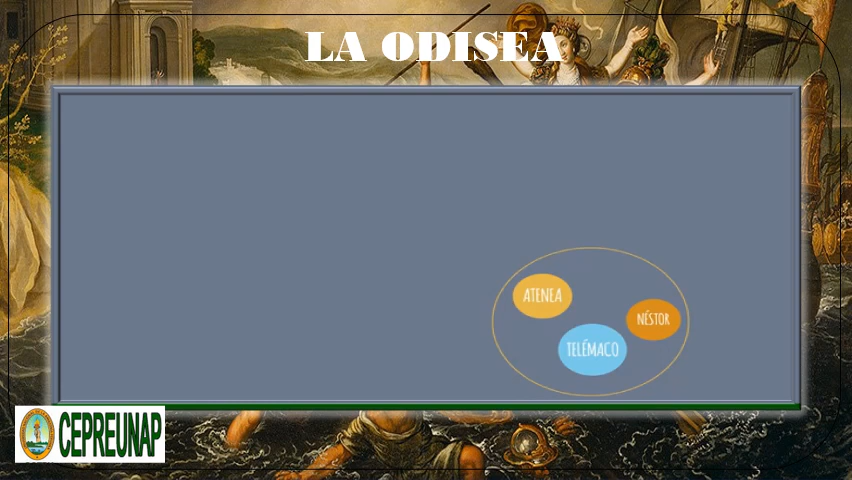 LA ODISEA
ATENEA
NÉSTOR
TELÉMACO
CEPREUNAP